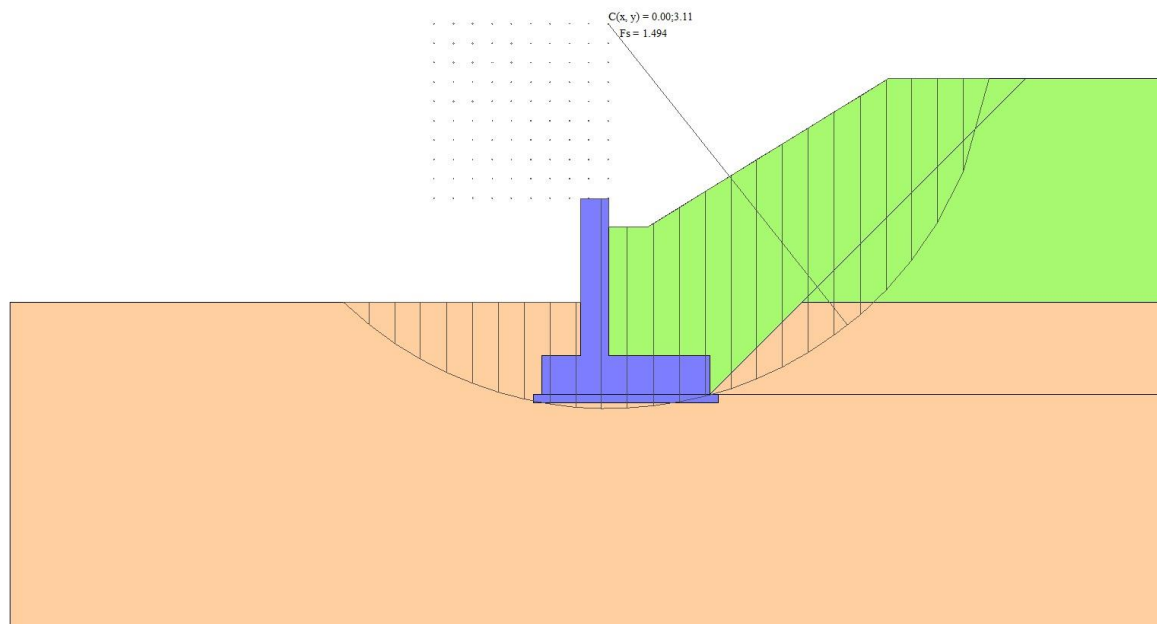 C(x, y) = 0.00;3.11
Fs = 1.494